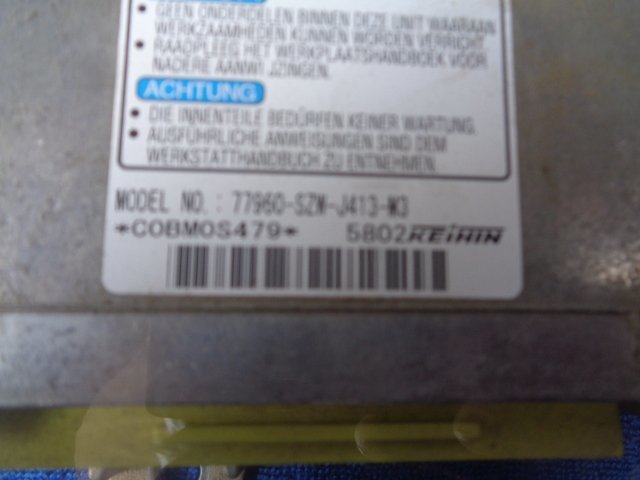 • GEEN ONDERDELEN BINNEN DEZE UNIT WAARAAN
WERKZAAMHEDEN KUNNEN WORDEN VERRICHT
• RAADPLEEG HET WERKPLAATSHANDBOEK VOOR
NADERE AANWIJZINGEN.
ACHTUNG
• DIE INNENTEILE BEDÜRFEN KEINER WARTUNG.
• AUSFÜHRLICHE ANWEISUNGEN SIND DEM
WERKSTATTHANDBUCH ZU ENTNEHMEN.
MODEL NO. : 77960-SZW-J413-M3
*COBMOS479* 5802 KEIHIN